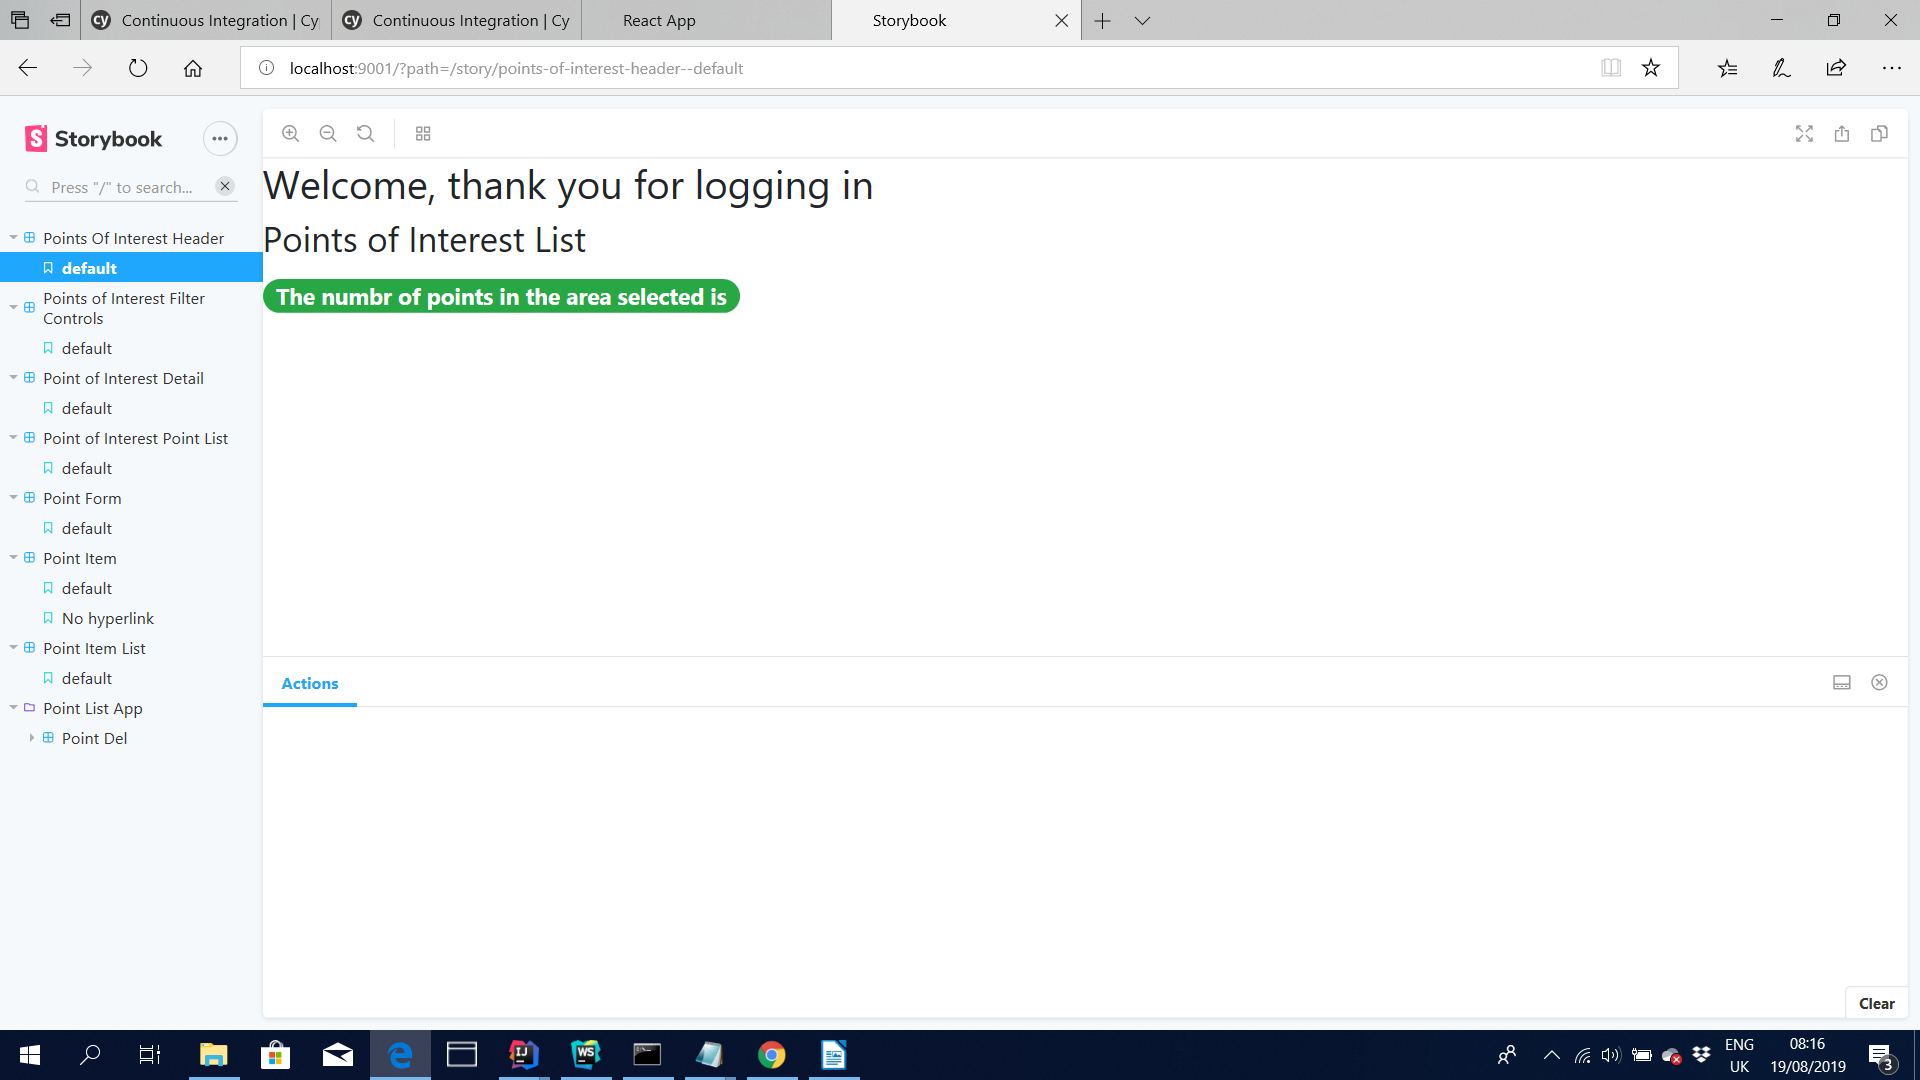 Continuous Integration | Cy
Continuous Integration | Cy
React App
Storybook
localhost:9001/?path=/story/points-of-interest-header--default
Storybook
Press "/" to search...
Points Of Interest Header
default
Points of Interest Filter
Controls
default
Point of Interest Detail
default
Point of Interest Point List
default
Point Form
default
Point Item
default
No hyperlink
Point Item List
default
Point List App
Point Del
Welcome, thank you for logging in
Points of Interest List
The numbr of points in the area selected is
Actions
Clear
ENG
UK
08:16
19/08/2019
3